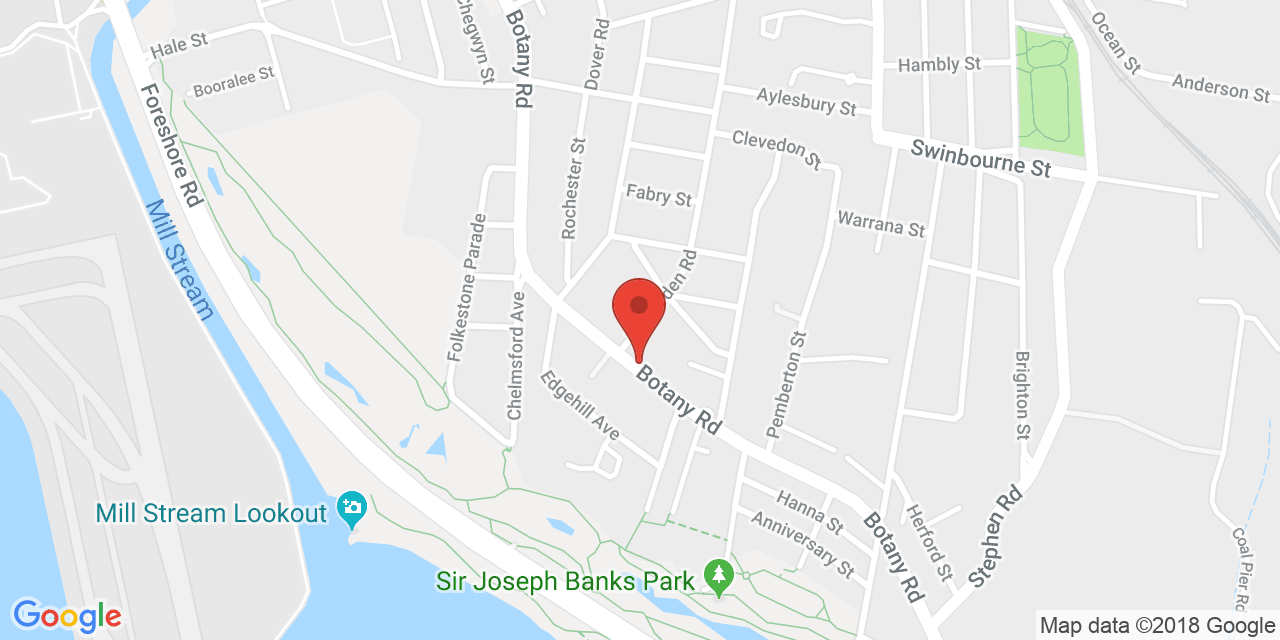 Chegwyn St
Botany Rd
Dover Rd
Ocean St
Hale St
Booralee St
Hambly St
Anderson St
Aylesbury St
Foreshore Rd
Clevedon St
Swinbourne St
Rochester St
Fabry St
Mill Stream
Folkestone Parade
Warrana St
den Rd
Chelmsford Ave
Pemberton St
Brighton St
Edgehill Ave
Botany Rd
Mill Stream Lookout
Hanna St
Anniversary St
Herford St
Stephen Rd
Botany Rd
Coal Pier Rd
Sir Joseph Banks Park
Google
Map data ©2018 Google